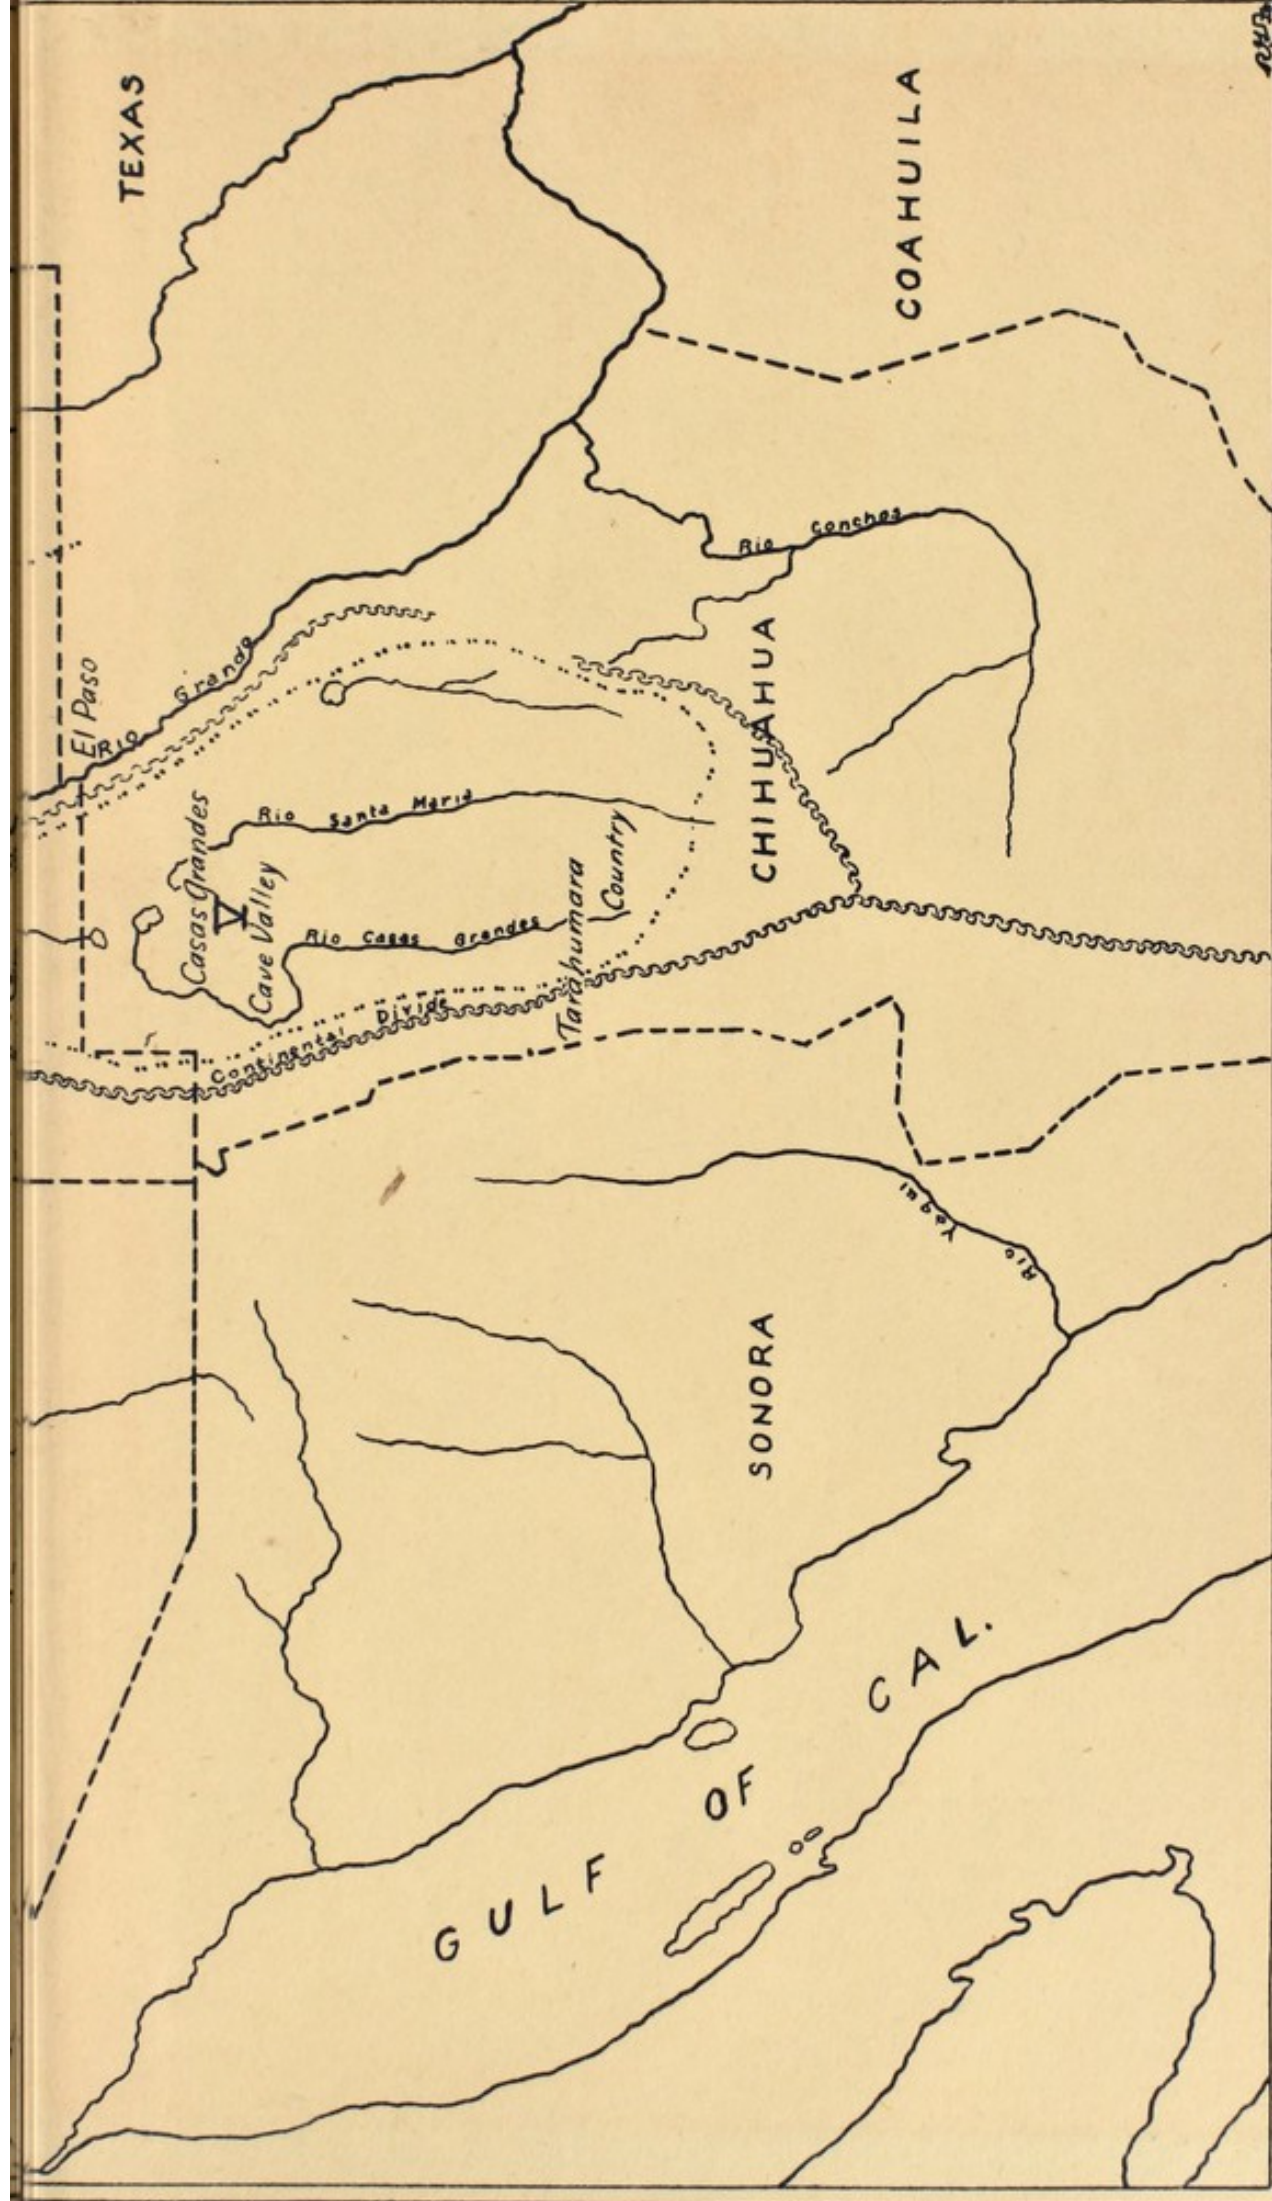 TEXAS
COAHUILA
El Paso
Rio Grande
Rio Conchos
CHIHUAHUA
Casas Grandes
V
Cave Valley
Rio Santa Maria
Rio Casas Grandes
Tarahumara
Country
Continental Divide
SONORA
Rio Yaqui
GULF OF CAL.